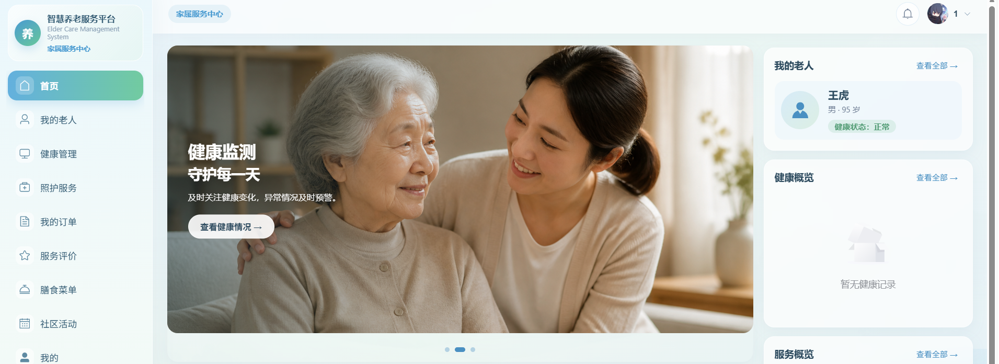 养
智慧养老服务平台
Elder Care Management
System
家属服务中心
首页
我的老人
健康管理
照护服务
我的订单
服务评价
膳食菜单
社区活动
我的
家属服务中心
1
健康监测
守护每一天
及时关注健康变化，异常情况及时预警。
查看健康情况 →
我的老人
查看全部 →
王虎
男 · 95 岁
健康状态：正常
健康概览
查看全部 →
暂无健康记录
服务概览
查看全部 →